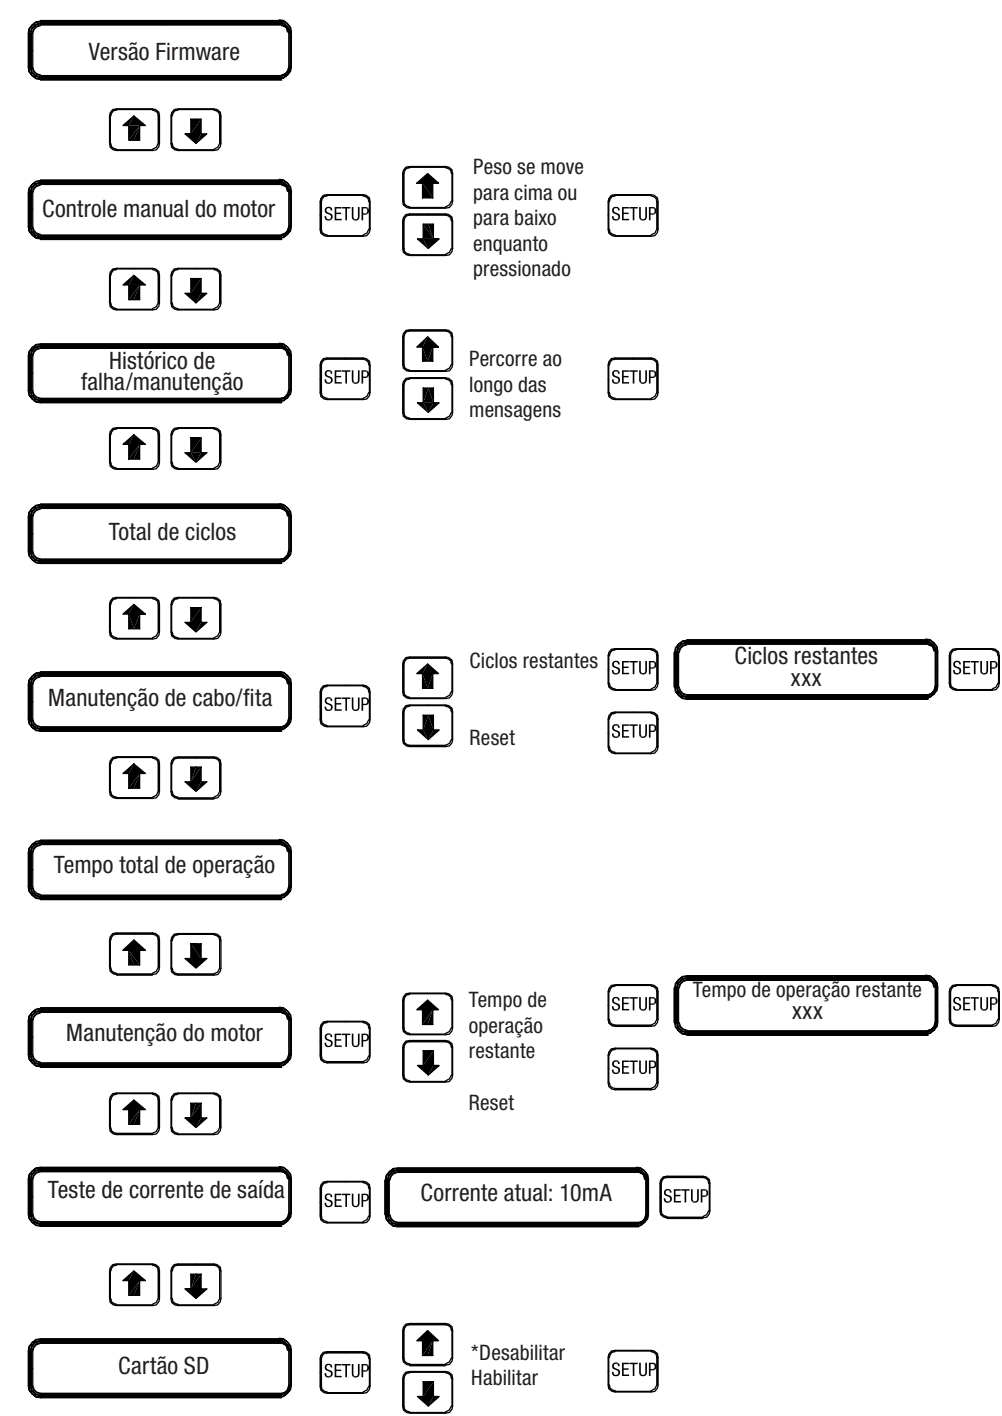 Versão Firmware
Controle manual do motor
SETUP
Peso se move
para cima ou
para baixo
enquanto
pressionado
SETUP
Histórico de
falha/manutenção
SETUP
Percorre ao
longo das
mensagens
SETUP
Total de ciclos
Manutenção de cabo/fita
SETUP
Ciclos restantes
SETUP
Ciclos restantes
XXX
SETUP
Reset
SETUP
Tempo total de operação
Manutenção do motor
SETUP
Tempo de
operação
restante
SETUP
Tempo de operação restante
XXX
SETUP
Reset
SETUP
Teste de corrente de saída
SETUP
Corrente atual: 10mA
SETUP
Cartão SD
SETUP
*Desabilitar
Habilitar
SETUP